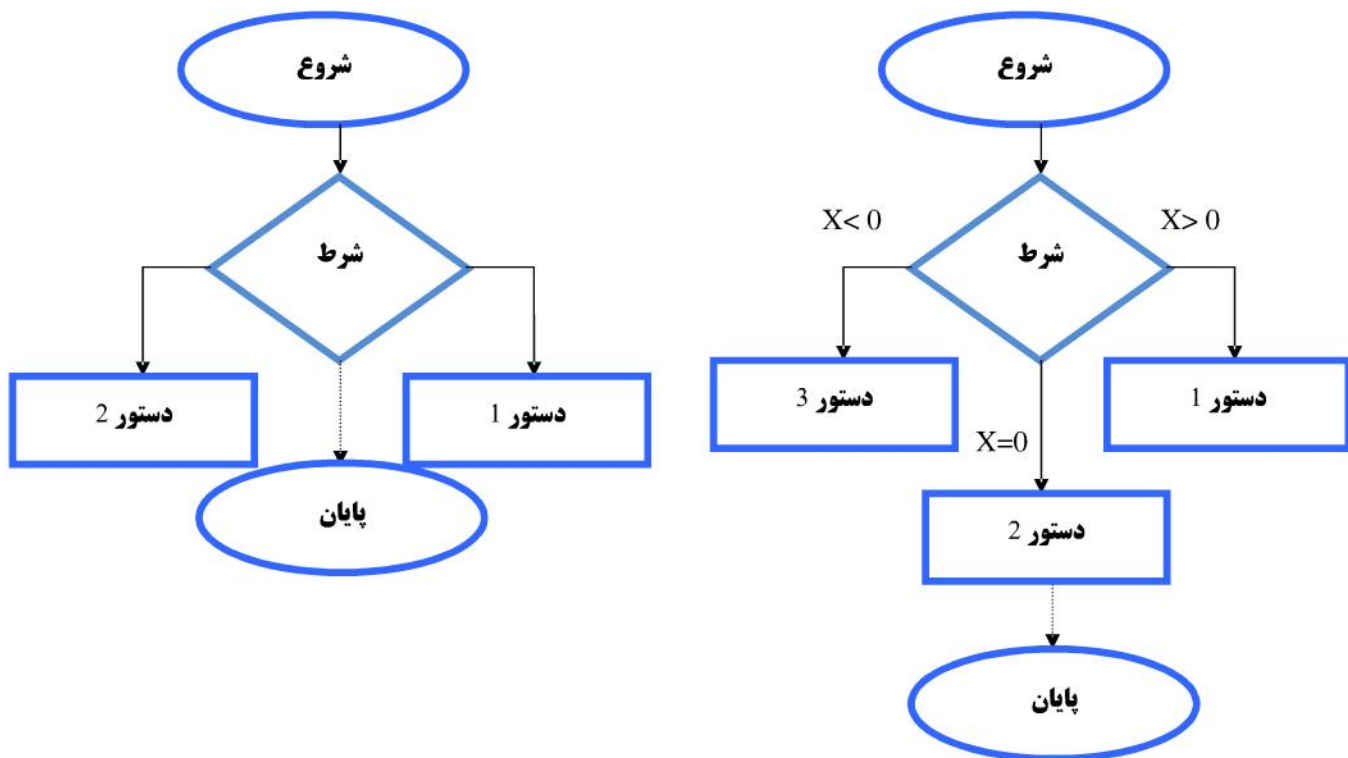 شروع
شرط
دستور 2
دستور 1
پایان
شروع
X< 0
X> 0
شرط
دستور 3
دستور 1
X=0
دستور 2
پایان